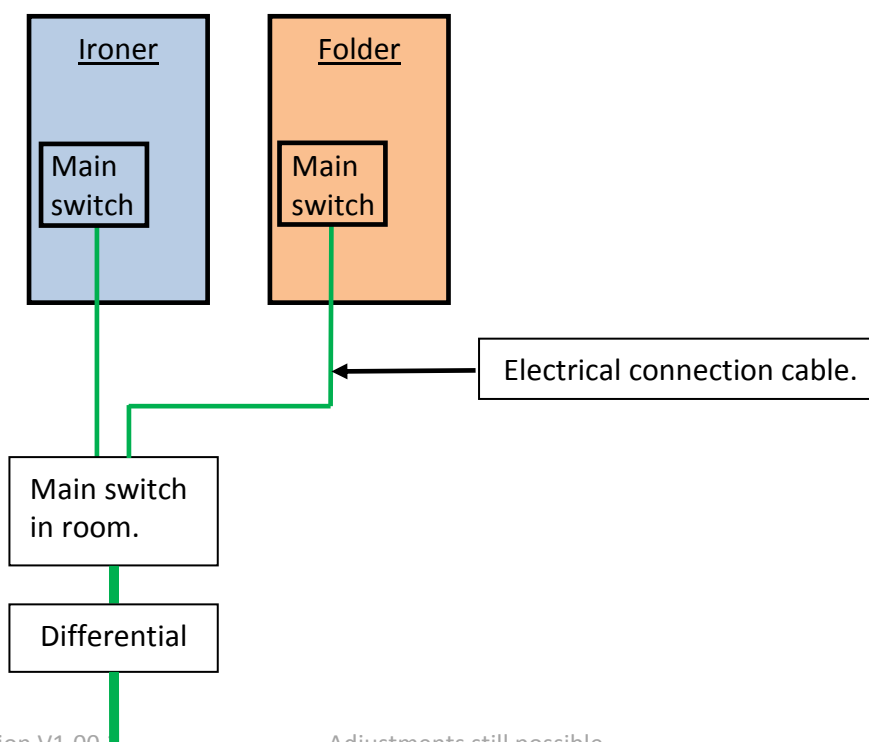 Ironer
Folder
Main
switch
Main
switch
Electrical connection cable.
Main switch
in room.
Differential
Adjustments still possible